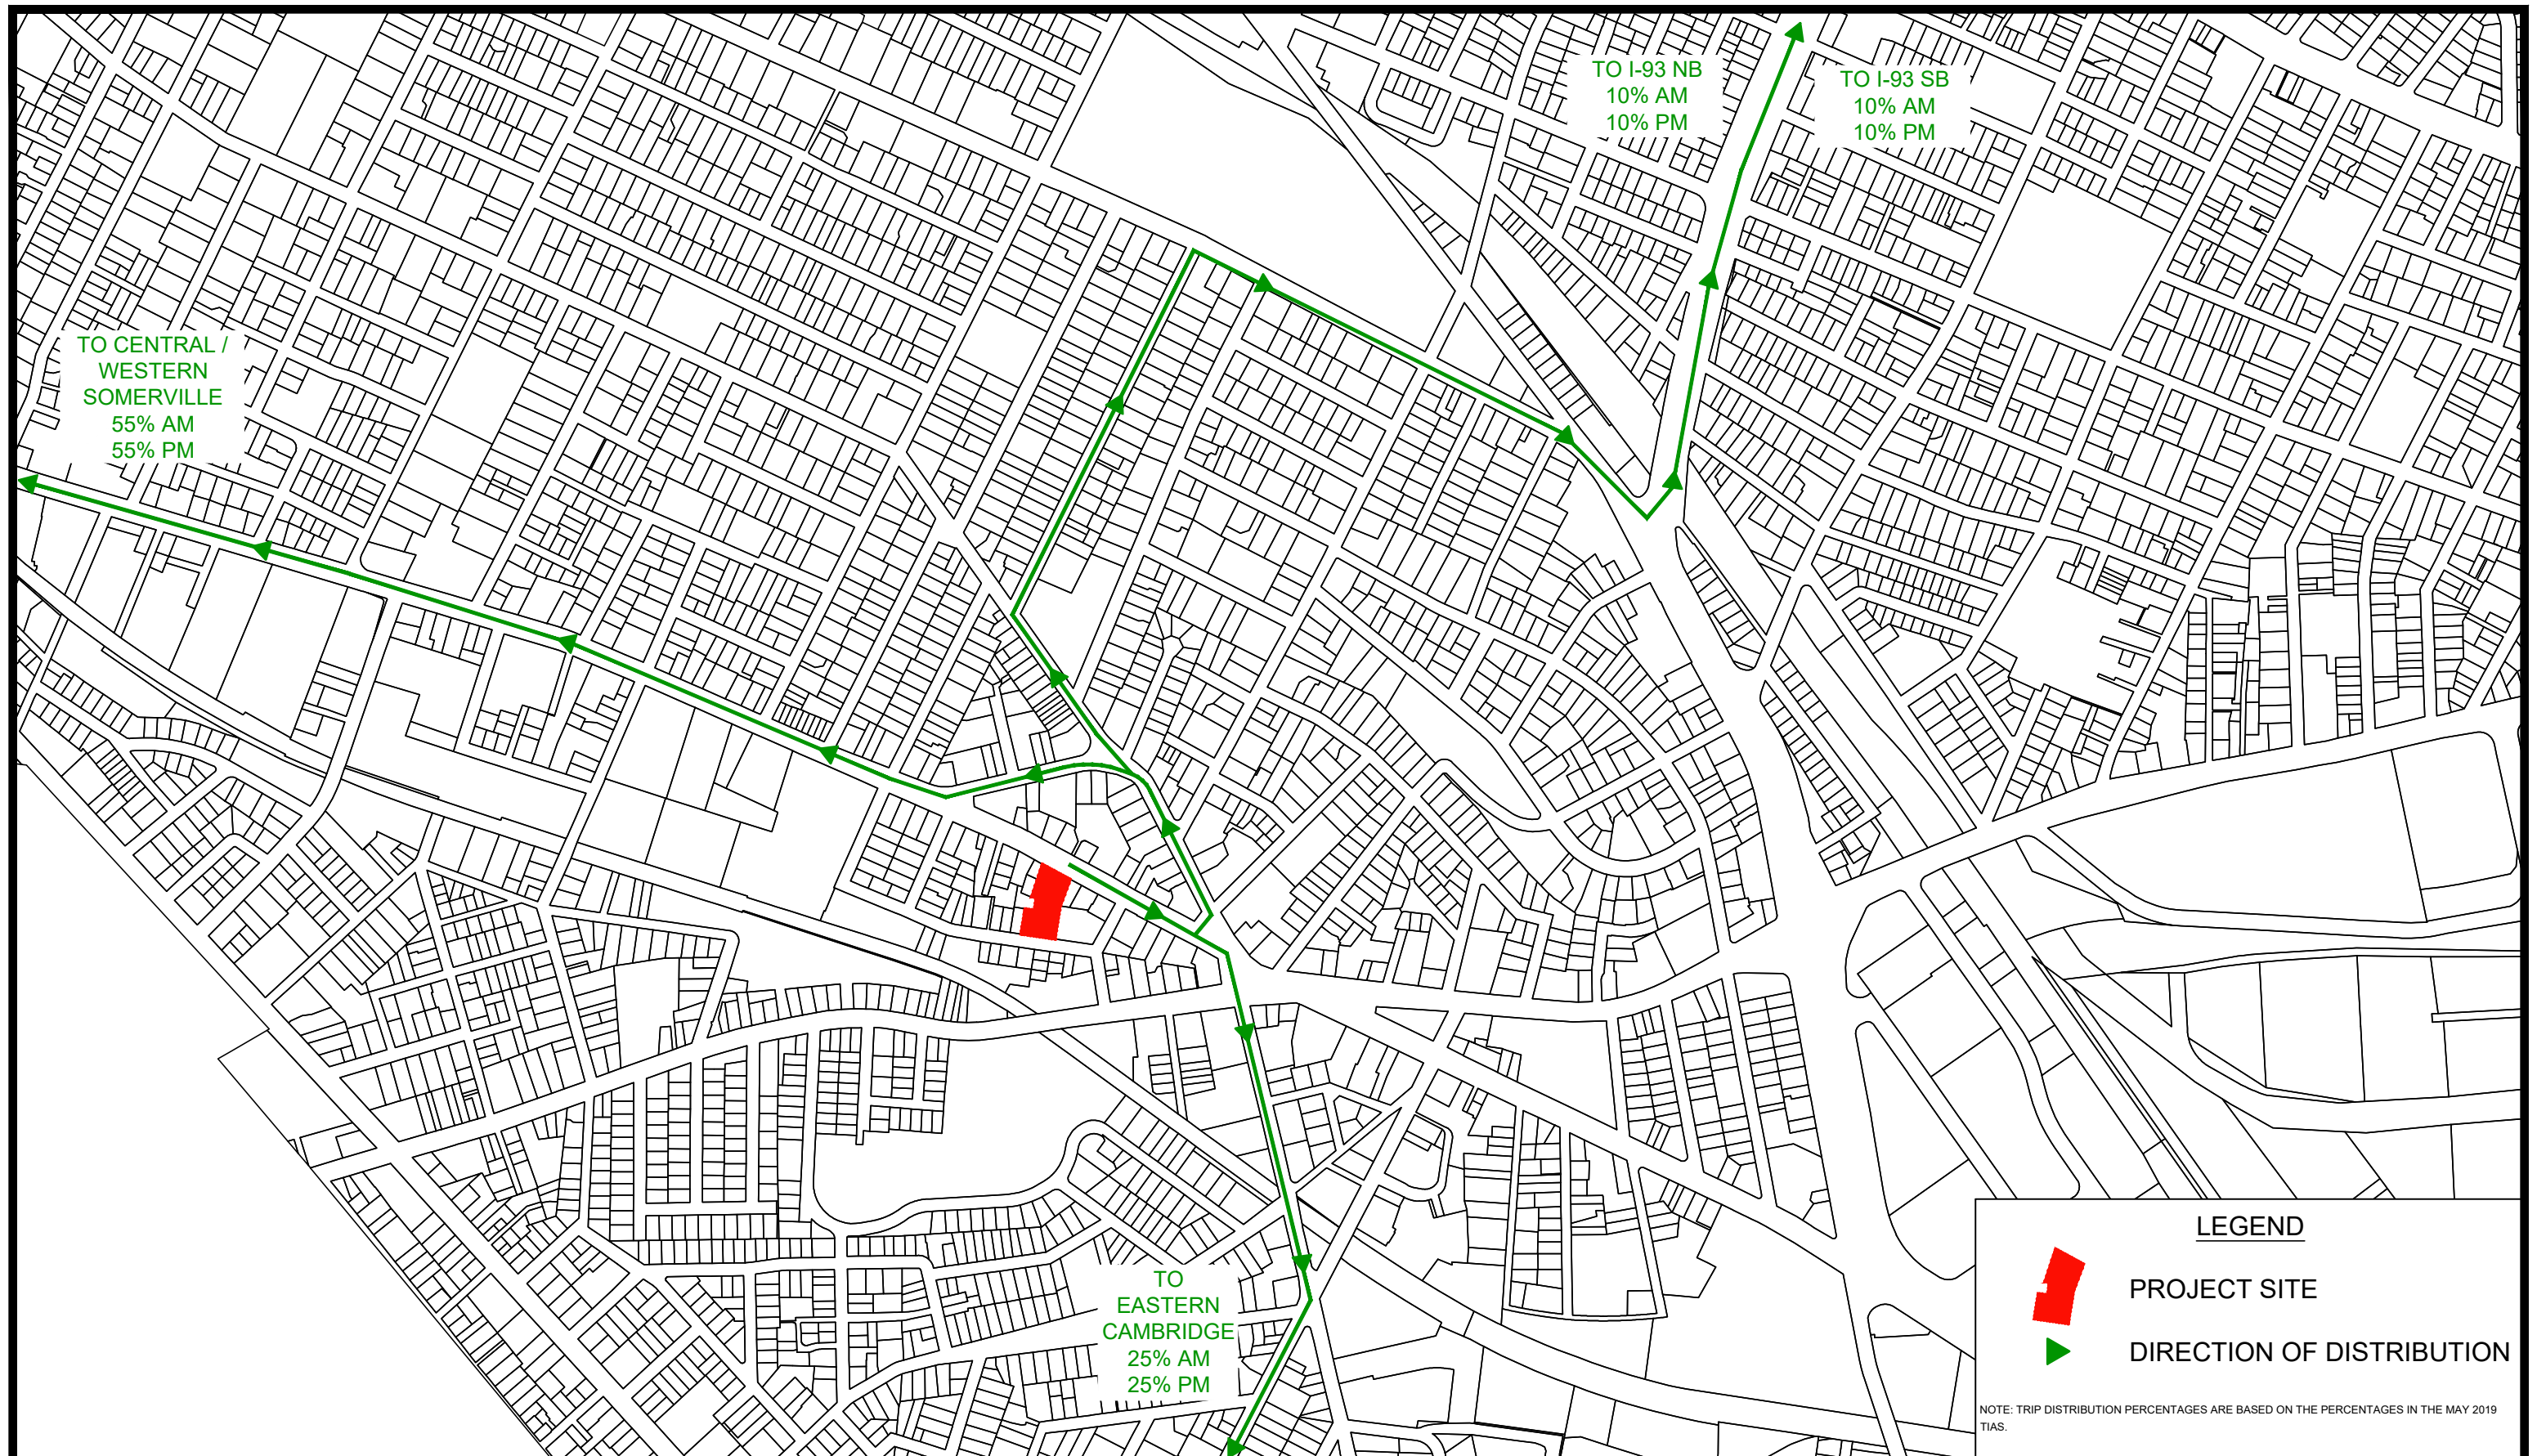 TO I-93 NB
10% AM
10% PM
TO I-93 SB
10% AM
10% PM
TO CENTRAL /
WESTERN
SOMERVILLE
55% AM
55% PM
TO
EASTERN
CAMBRIDGE
25% AM
25% PM
LEGEND
PROJECT SITE
DIRECTION OF DISTRIBUTION
NOTE: TRIP DISTRIBUTION PERCENTAGES ARE BASED ON THE PERCENTAGES IN THE MAY 2019
TIAS.